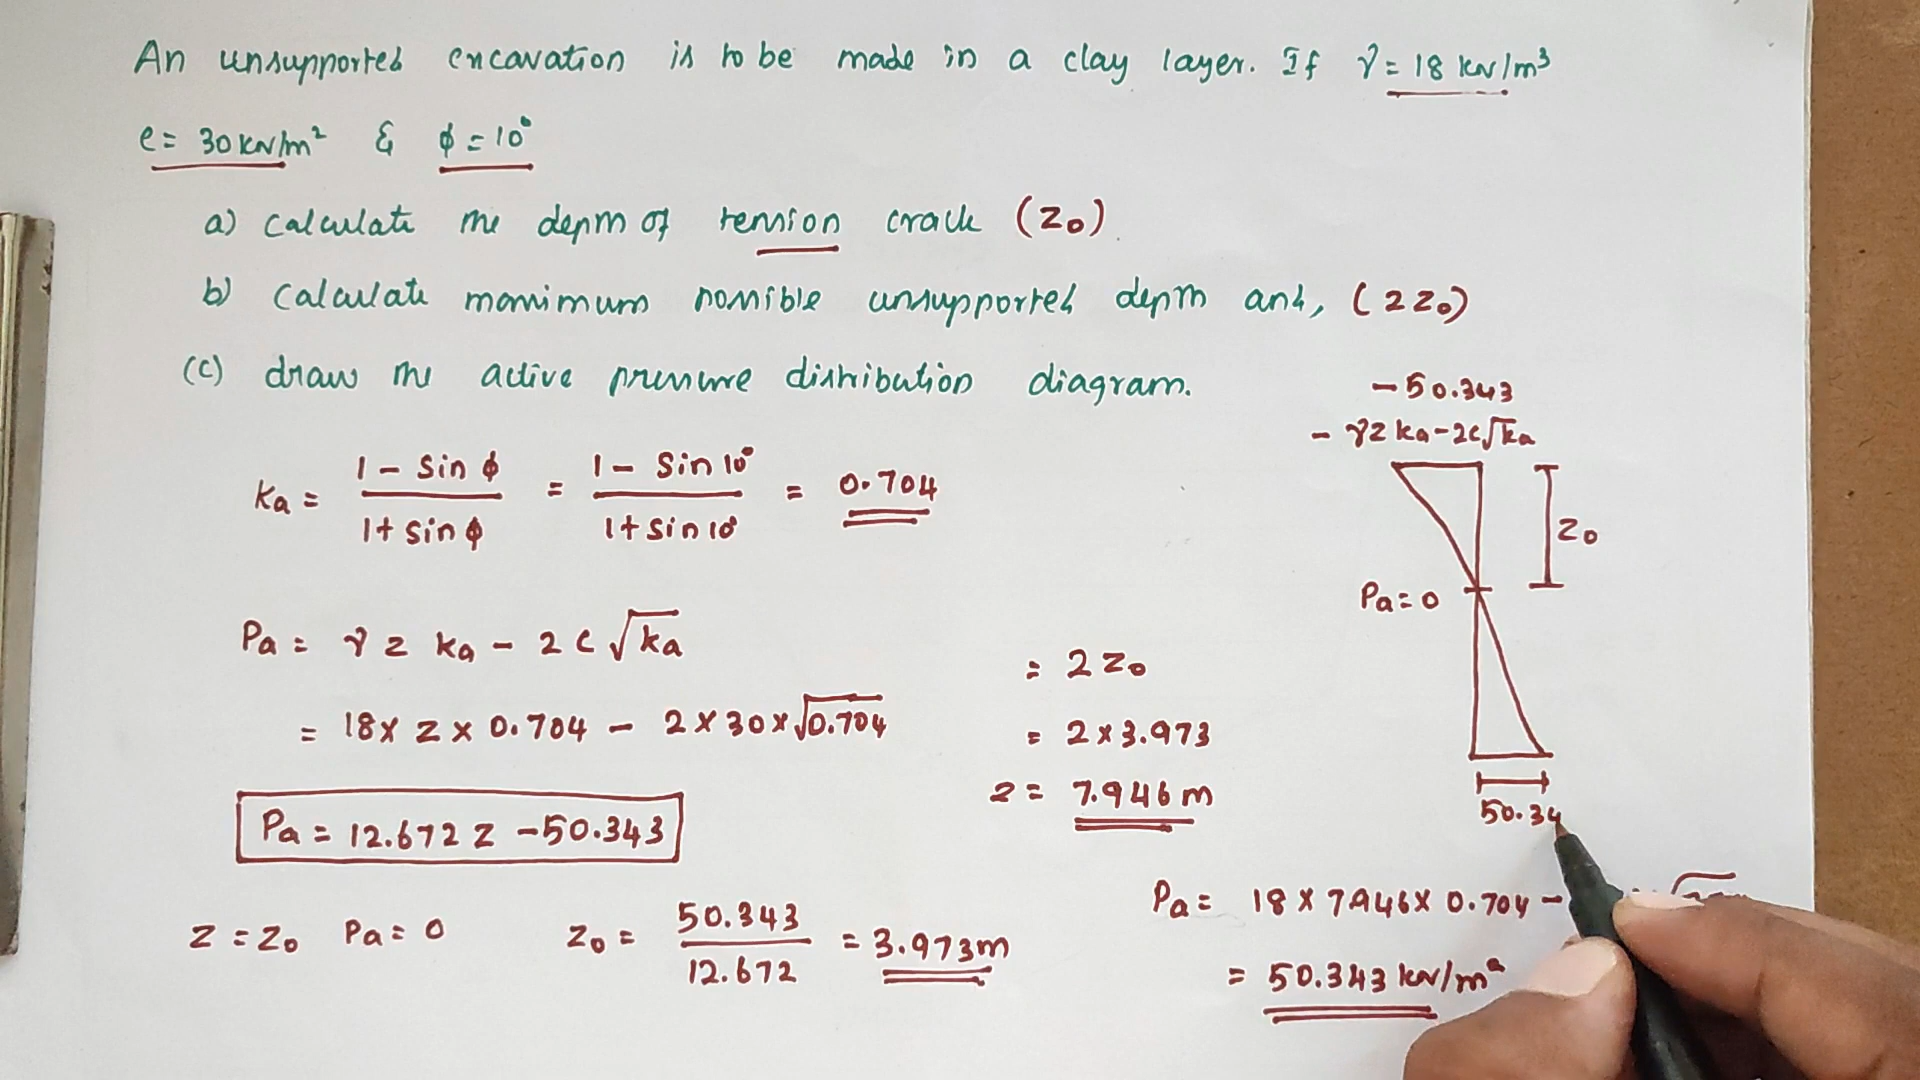 An unsupported excavation is to be made in a clay layer. If γ = 18 kN/m³
c = 30 kN/m² & ϕ = 10°
a) calculate the depth of tension crack (Z₀)
b) calculate maximum possible unsupported depth and, (2Z₀)
(c) draw the active pressure distribution diagram.
Ka = (1 - Sin ϕ)/(1 + Sin ϕ) = (1 - Sin 10°)/(1 + Sin 10°) = 0.704
Pa = γ z ka - 2 c √ka
= 18 × z × 0.704 - 2 × 30 × √0.704
Pa = 12.672 z - 50.343
z = z₀ Pa = 0 z₀ = 50.343/12.672 = 3.973m
= 2 z₀
= 2 × 3.973
z = 7.946 m
- 50.343
- γz ka - 2c√ka
z₀
Pa = 0
50.34
Pa = 18 × 7.946 × 0.704 -
= 50.343 kN/m²